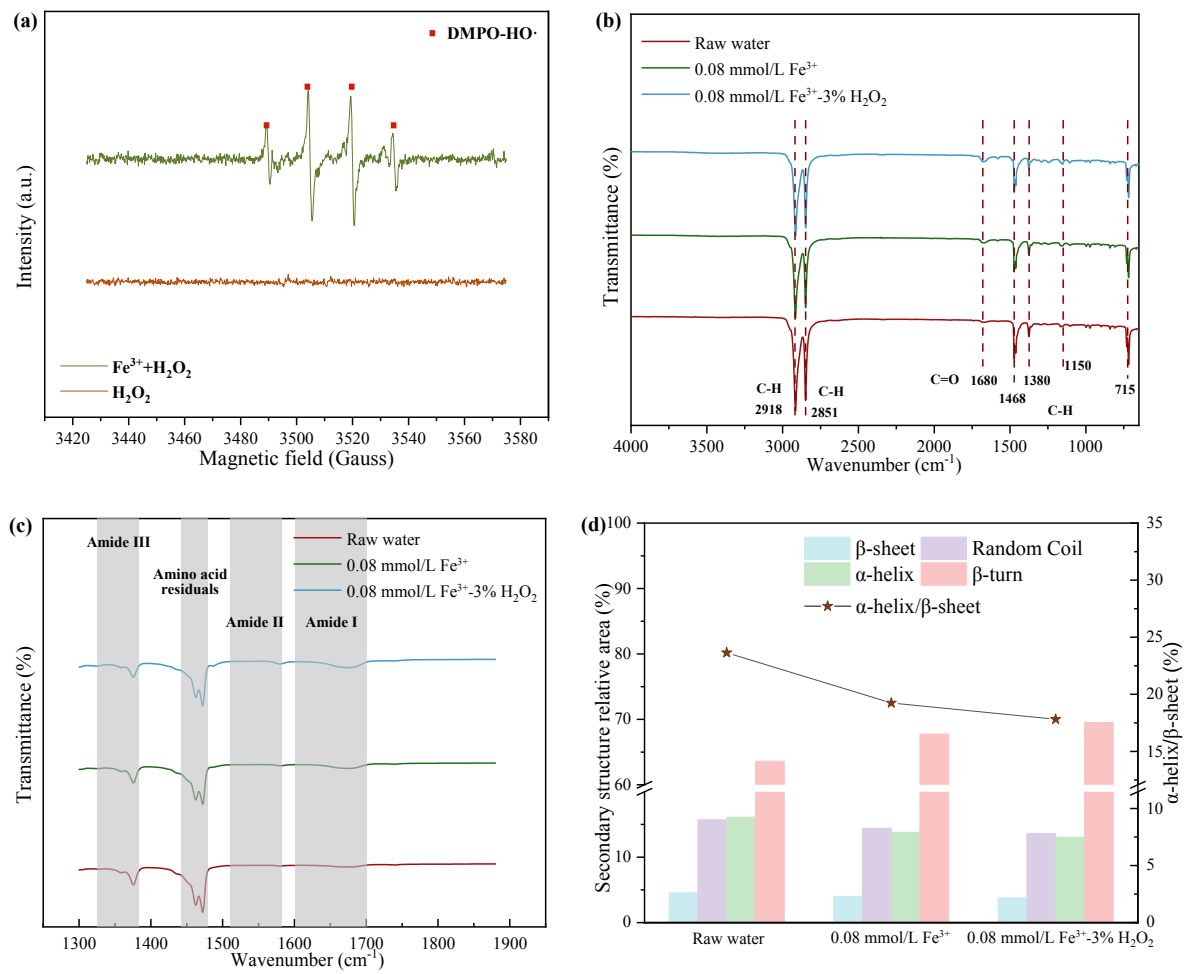 (a)
DMPO-HO·
Intensity (a.u.)
Fe³⁺+H₂O₂
H₂O₂
3420 3440 3460 3480 3500 3520 3540 3560 3580
Magnetic field (Gauss)
(b)
Raw water
0.08 mmol/L Fe³⁺
0.08 mmol/L Fe³⁺-3% H₂O₂
Transmittance (%)
C-H
2918
C-H
2851
C=O
1680
1468
1380
1150
C-H
715
4000 3500 3000 2500 2000 1500 1000
Wavenumber (cm⁻¹)
(c)
Amide III
Amino acid
residuals
Amide II
Amide I
Raw water
0.08 mmol/L Fe³⁺
0.08 mmol/L Fe³⁺-3% H₂O₂
Transmittance (%)
1300 1400 1500 1600 1700 1800 1900
Wavenumber (cm⁻¹)
(d)
β-sheet
Random Coil
α-helix
β-turn
α-helix/β-sheet
Secondary structure relative area (%)
100
90
80
70
60
10
0
α-helix/β-sheet (%)
35
30
25
20
15
10
5
0
Raw water
0.08 mmol/L Fe³⁺
0.08 mmol/L Fe³⁺-3% H₂O₂